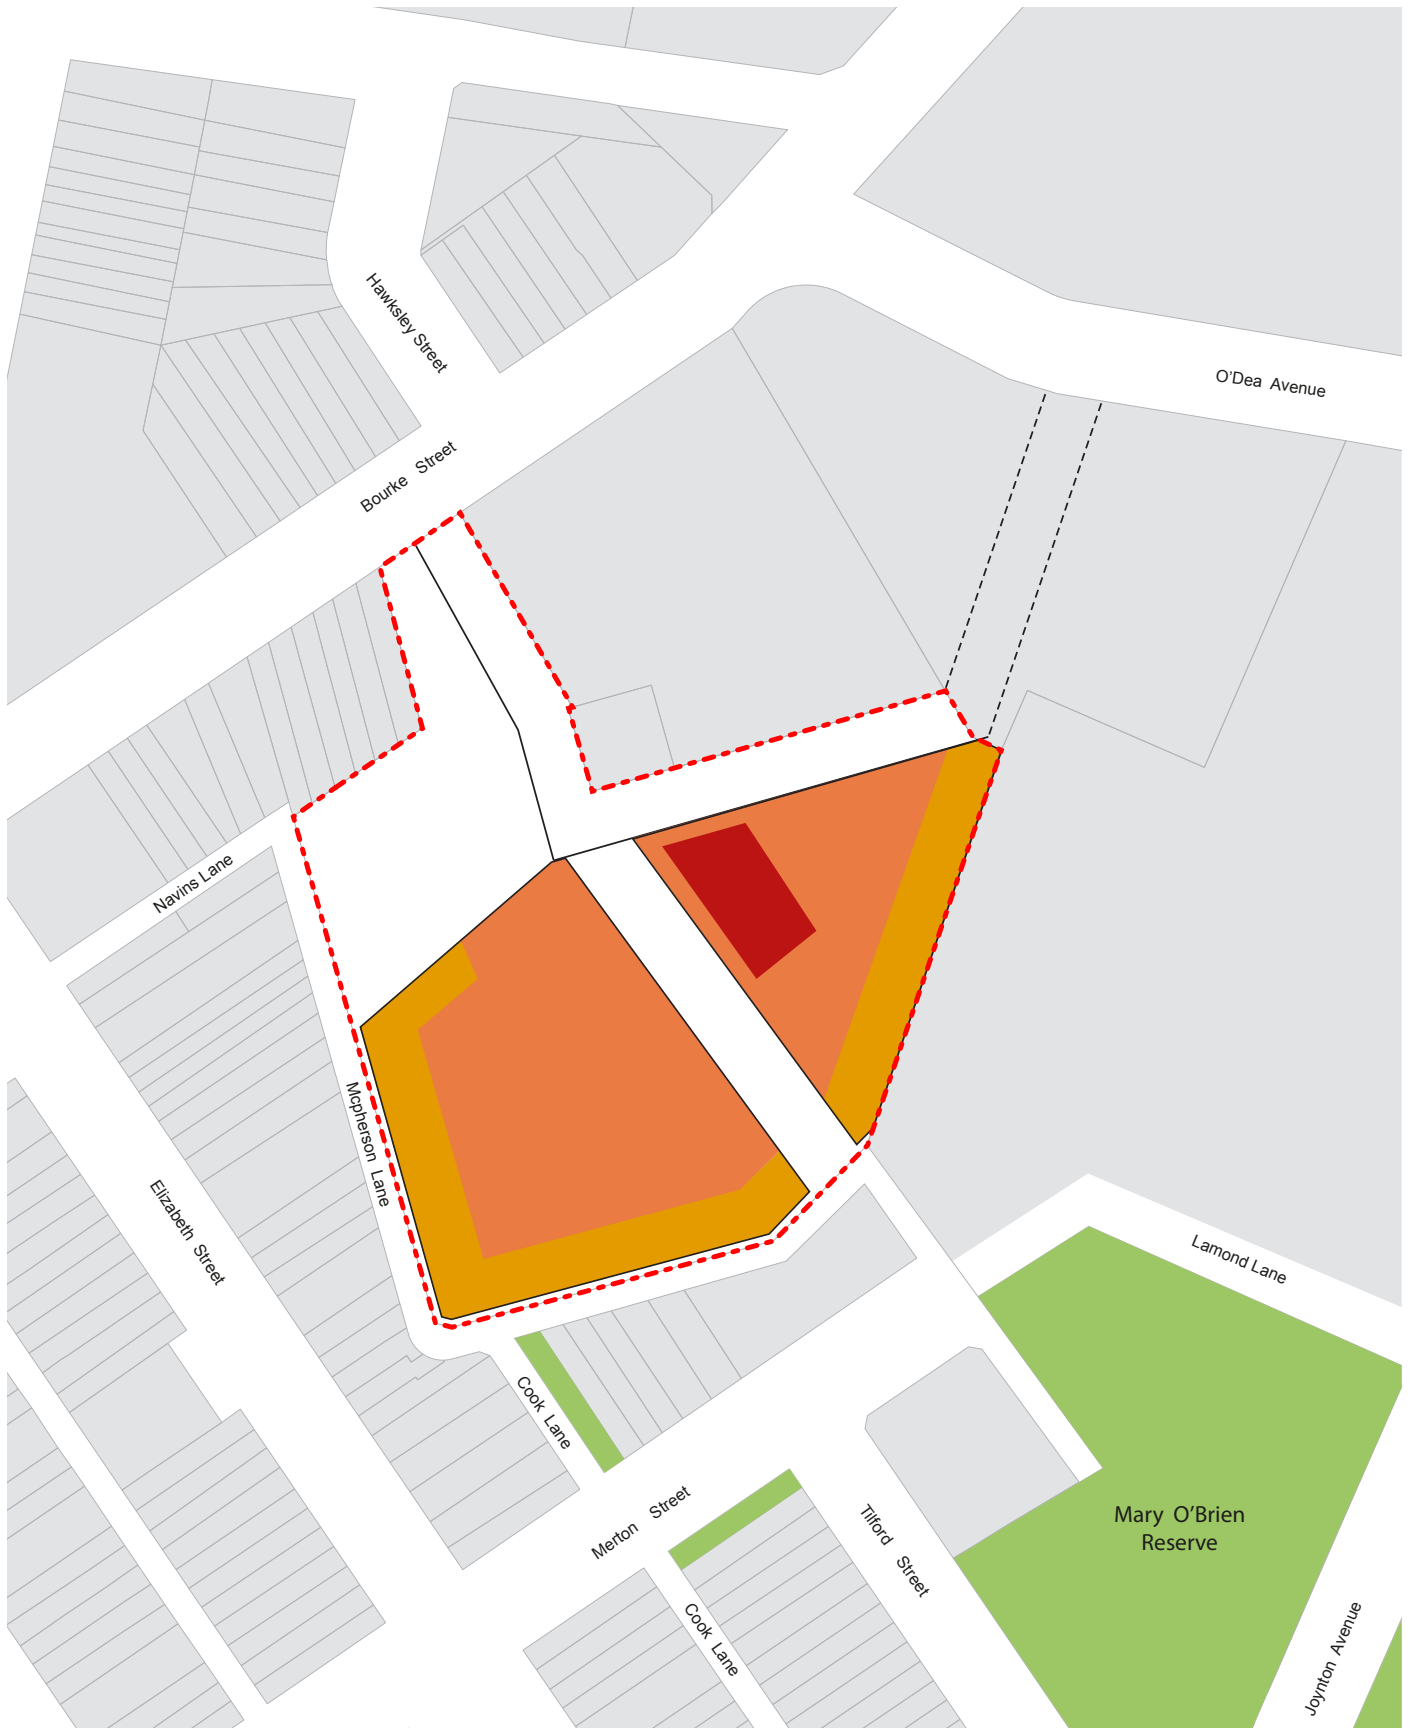 Hawksley Street
O'Dea Avenue
Bourke Street
Navins Lane
Mcpherson Lane
Elizabeth Street
Lamond Lane
Cook Lane
Merton Street
Mary O'Brien
Reserve
Tilford Street
Cook Lane
Joynton Avenue